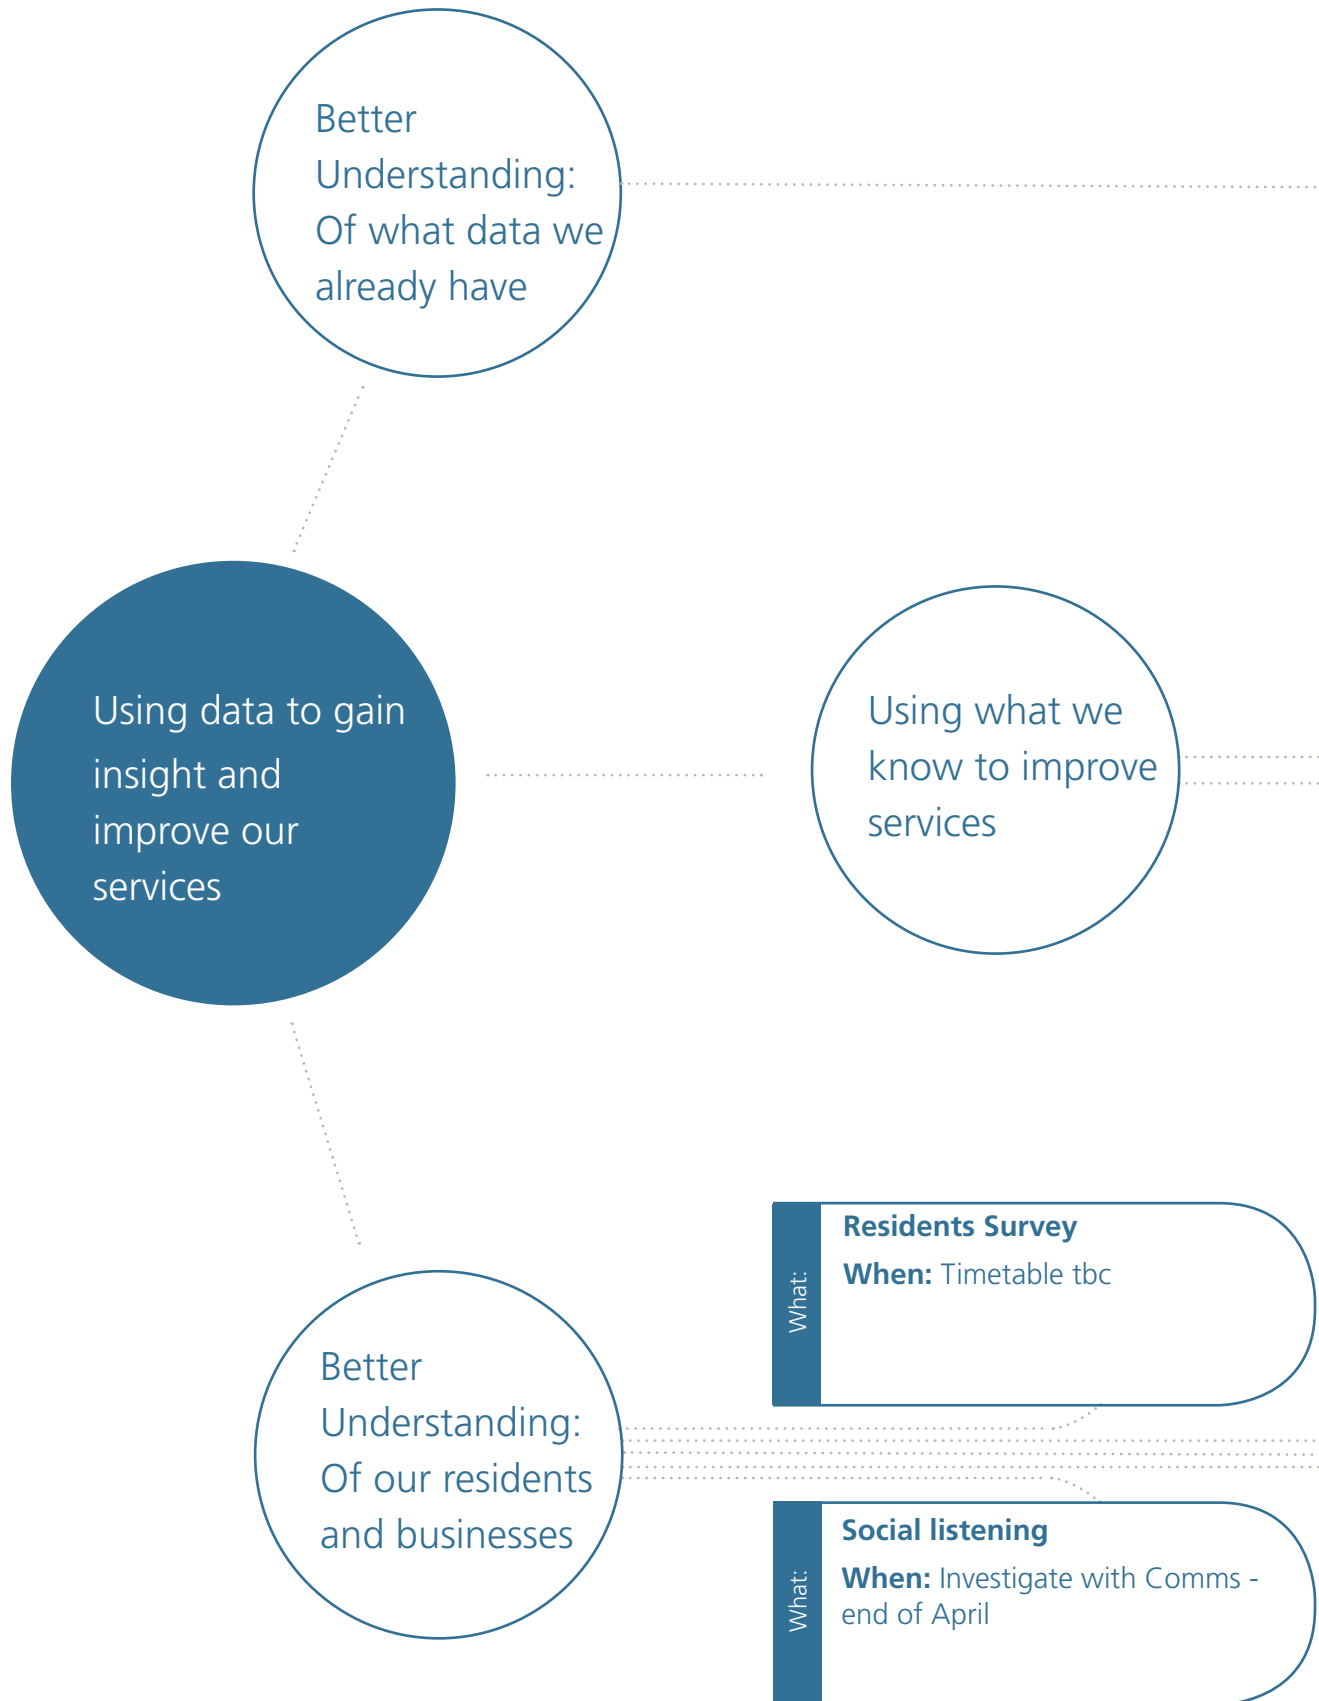 Better
Understanding:
Of what data we
already have
Using data to gain
insight and
improve our
services
Using what we
know to improve
services
Better
Understanding:
Of our residents
and businesses
What:
Residents Survey
When: Timetable tbc
What:
Social listening
When: Investigate with Comms -
end of April